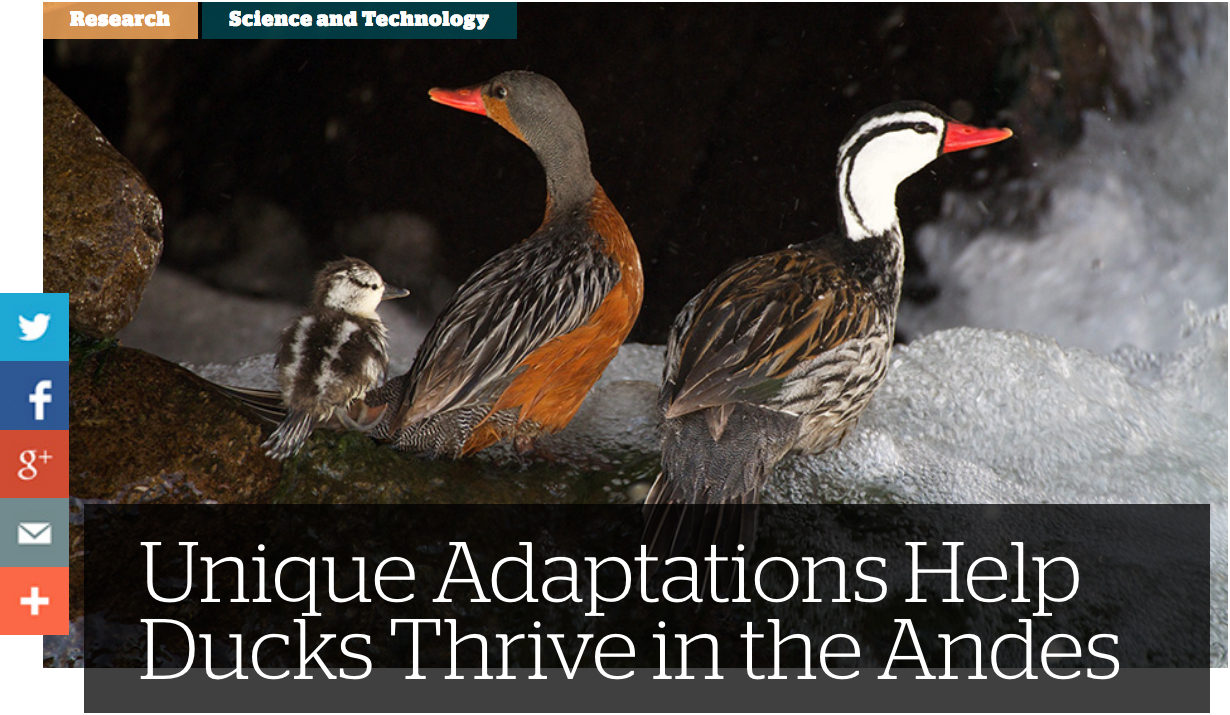 Research
Science and Technology
g+
Unique Adaptations Help
Ducks Thrive in the Andes